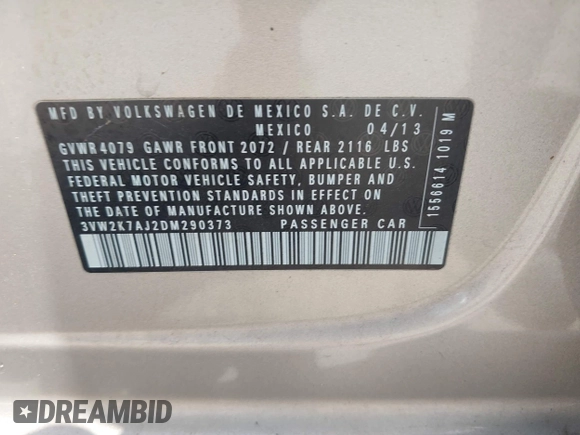 MFD BY VOLKSWAGEN DE MEXICO S.A. DE C.V.
MEXICO 04/13
GVWR4079 GAWR FRONT 2072 / REAR 2116 LBS
THIS VEHICLE CONFORMS TO ALL APPLICABLE U.S.
FEDERAL MOTOR VEHICLE SAFETY, BUMPER AND
THEFT PREVENTION STANDARDS IN EFFECT ON
THE DATE OF MANUFACTURE SHOWN ABOVE.
3VW2K7AJ2DM290373 PASSENGER CAR
1556614 1019 M
DREAMBID